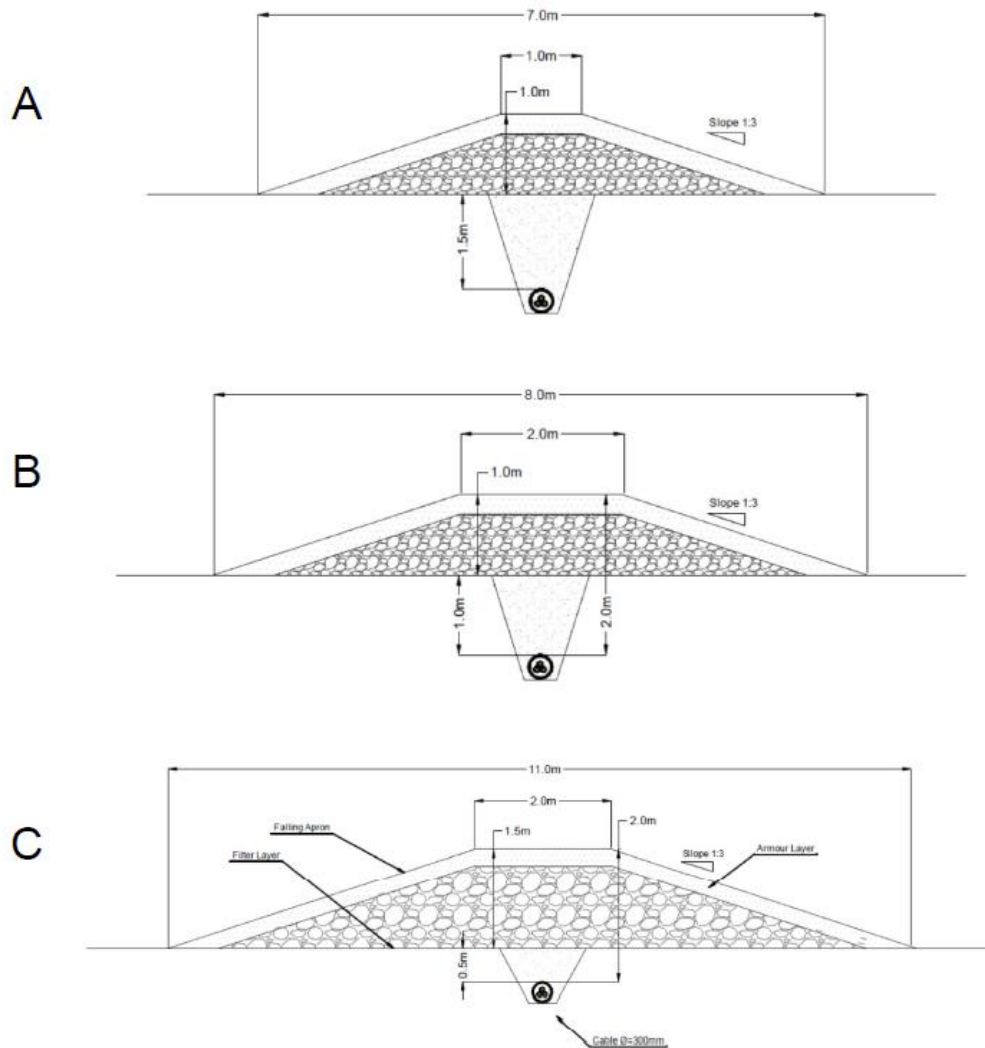 A
7.0m
1.0m
1.0m
Slope 1:3
1.5m
B
8.0m
2.0m
1.0m
Slope 1:3
1.0m
2.0m
C
11.0m
2.0m
Falling Apron
1.5m
2.0m
Filter Layer
Slope 1:3
Armour Layer
0.5m
Cable Ø=300mm